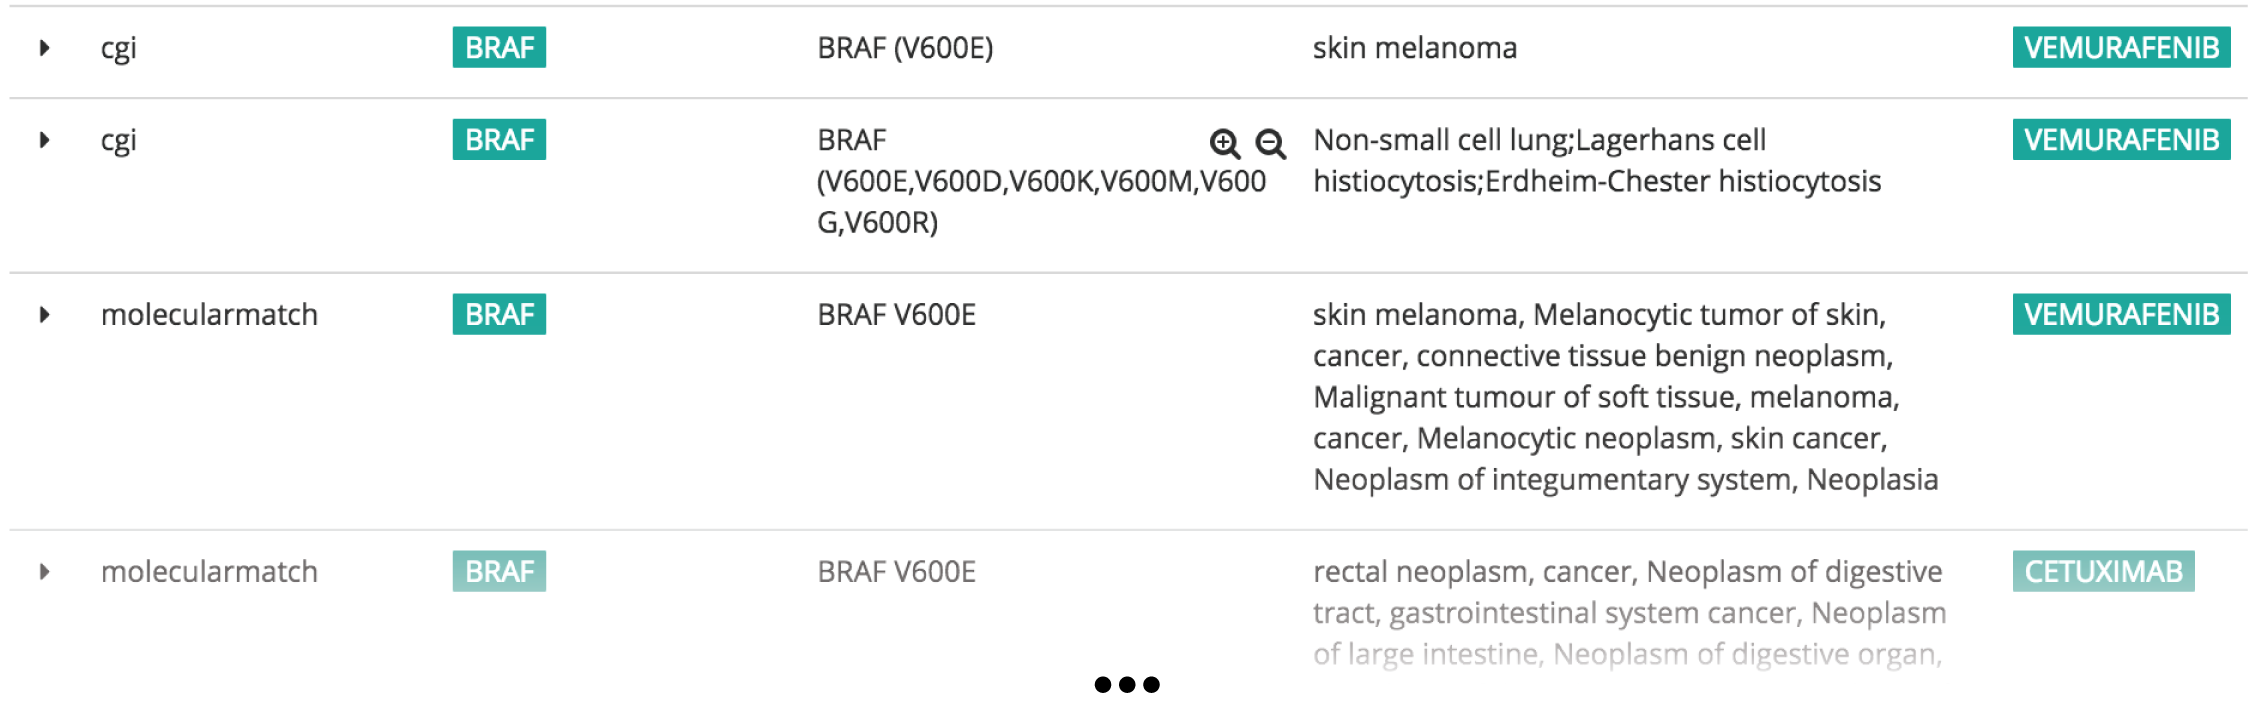 cgi BRAF BRAF (V600E) skin melanoma VEMURAFENIB
cgi BRAF BRAF Non-small cell lung;Lagerhans cell VEMURAFENIB
(V600E,V600D,V600K,V600M,V600 histiocytosis;Erdheim-Chester histiocytosis
G,V600R)
molecularmatch BRAF BRAF V600E skin melanoma, Melanocytic tumor of skin, VEMURAFENIB
cancer, connective tissue benign neoplasm,
Malignant tumour of soft tissue, melanoma,
cancer, Melanocytic neoplasm, skin cancer,
Neoplasm of integumentary system, Neoplasia
molecularmatch BRAF BRAF V600E rectal neoplasm, cancer, Neoplasm of digestive CETUXIMAB
tract, gastrointestinal system cancer, Neoplasm
of large intestine, Neoplasm of digestive organ,